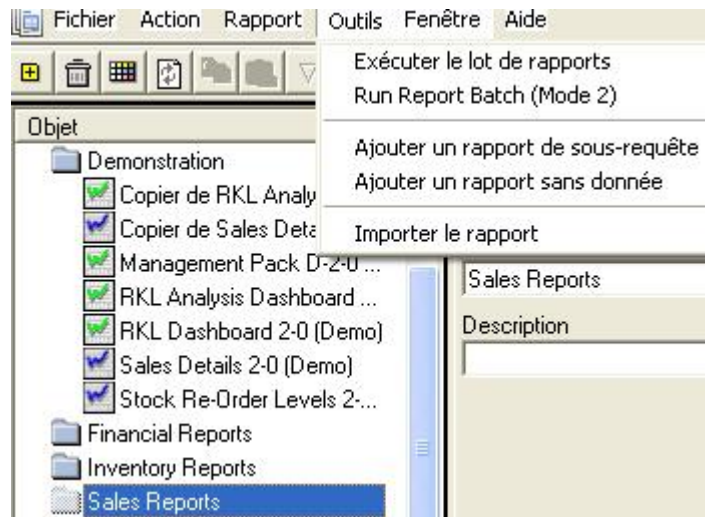 Fichier Action Rapport Outils Fenêtre Aide
Exécuter le lot de rapports
Run Report Batch (Mode 2)
Ajouter un rapport de sous-requête
Ajouter un rapport sans donnée
Importer le rapport
Objet
Demonstration
Copier de RKL Analy
Copier de Sales Deta
Management Pack D-2-0 ...
RKL Analysis Dashboard ...
RKL Dashboard 2-0 (Demo)
Sales Details 2-0 (Demo)
Stock Re-Order Levels 2-...
Financial Reports
Inventory Reports
Sales Reports
Sales Reports
Description